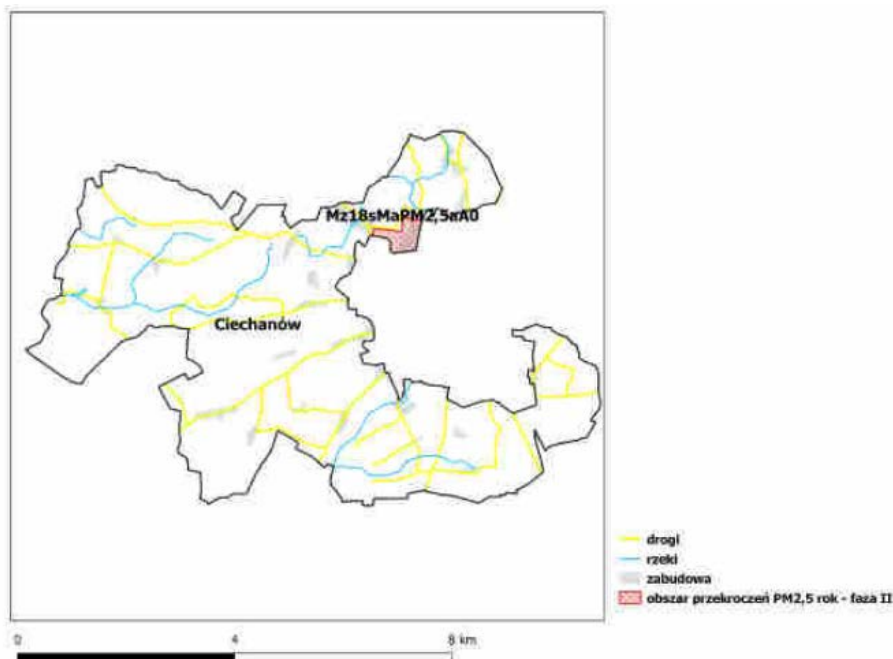 Mz18sMaPM2,5aA0
Ciechanów
drogi
rzeki
zabudowa
obszar przekroczeń PM2,5 rok - faza II
0 4 8 km